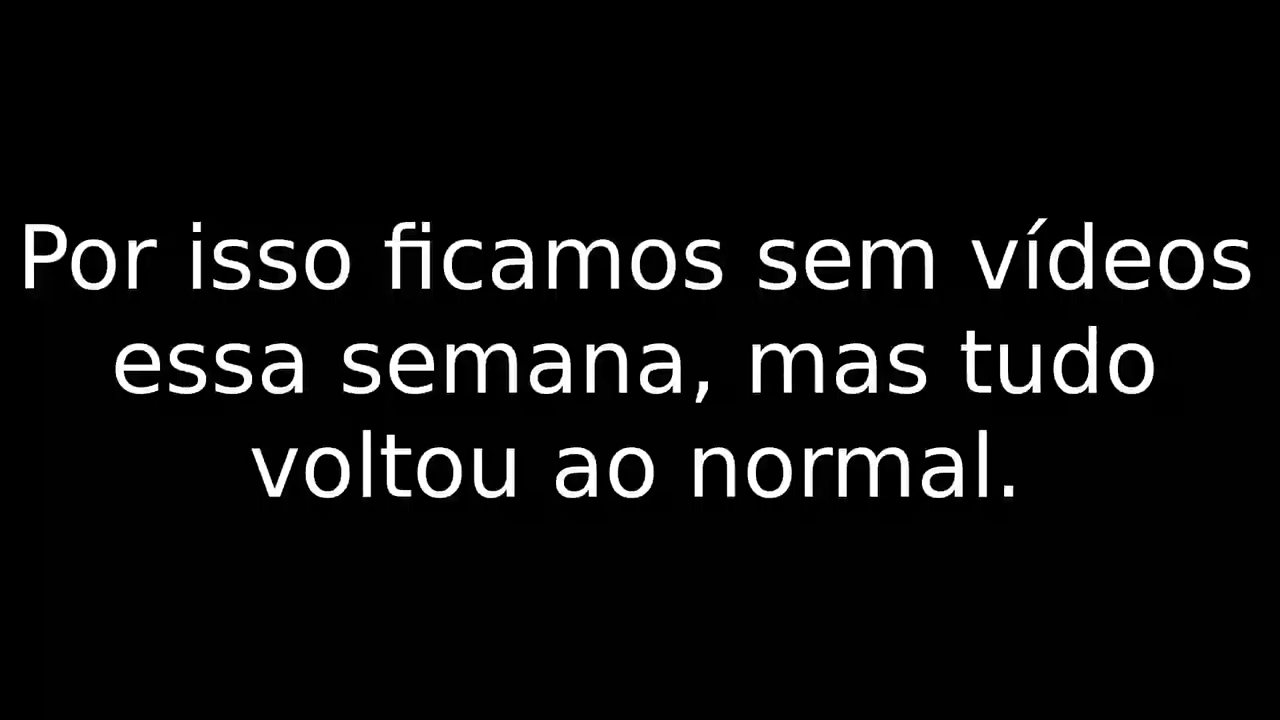 Por isso ficamos sem vídeos
essa semana, mas tudo
voltou ao normal.